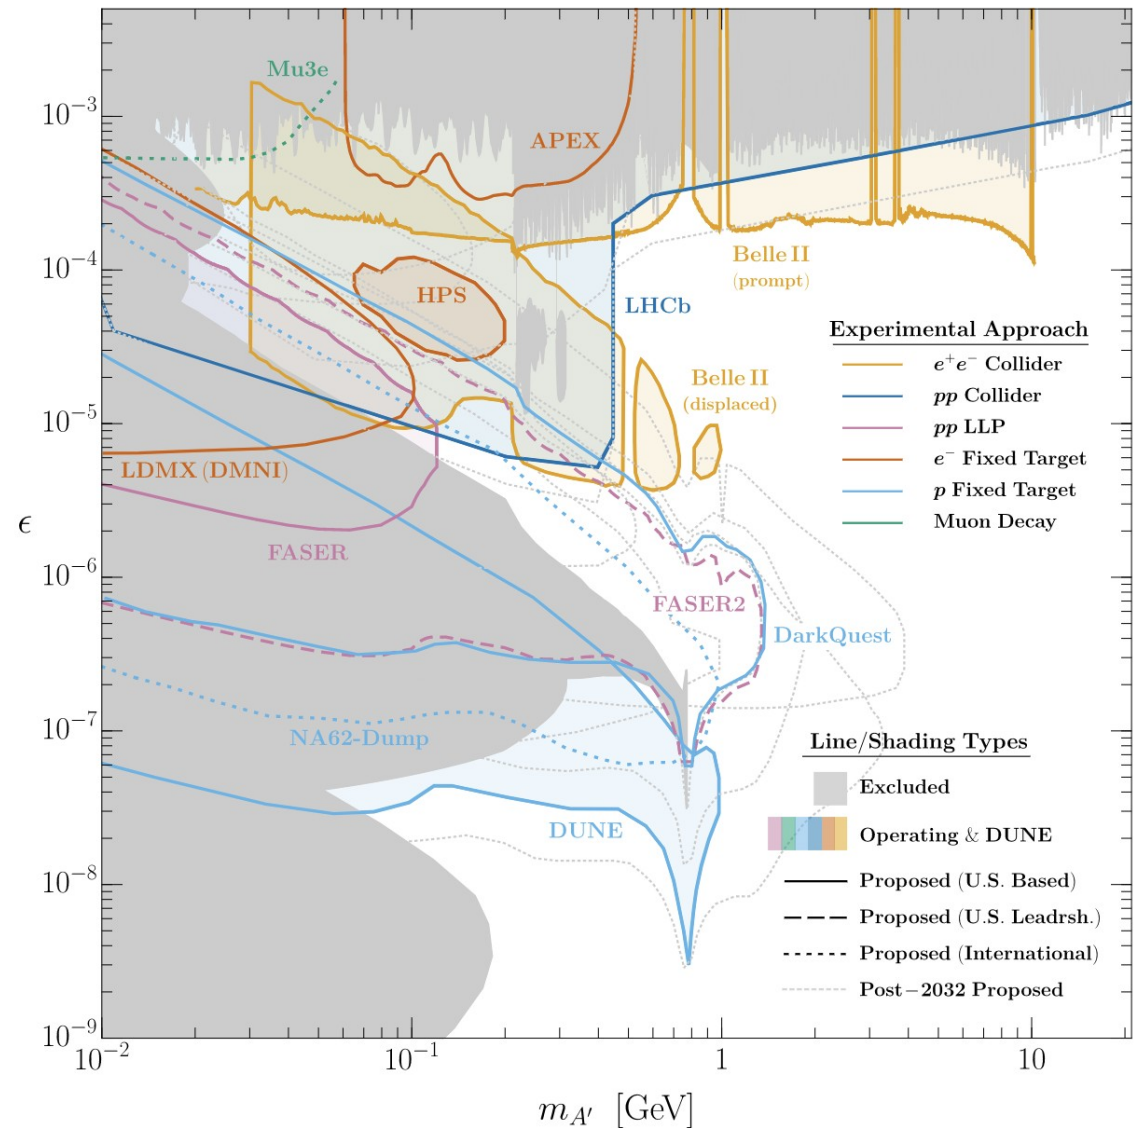 Mu3e
10⁻³
APEX
10⁻⁴
HPS
LHCb
Belle II
(prompt)
Experimental Approach
e⁺e⁻ Collider
pp Collider
pp LLP
e⁻ Fixed Target
p Fixed Target
Muon Decay
Belle II
(displaced)
10⁻⁵
LDMX (DMNI)
ϵ
FASER
10⁻⁶
FASER2
DarkQuest
10⁻⁷
NA62-Dump
Line/Shading Types
Excluded
Operating & DUNE
Proposed (U.S. Based)
Proposed (U.S. Leadrsh.)
Proposed (International)
Post−2032 Proposed
DUNE
10⁻⁸
10⁻⁹
10⁻² 10⁻¹ 1 10
m_A′ [GeV]